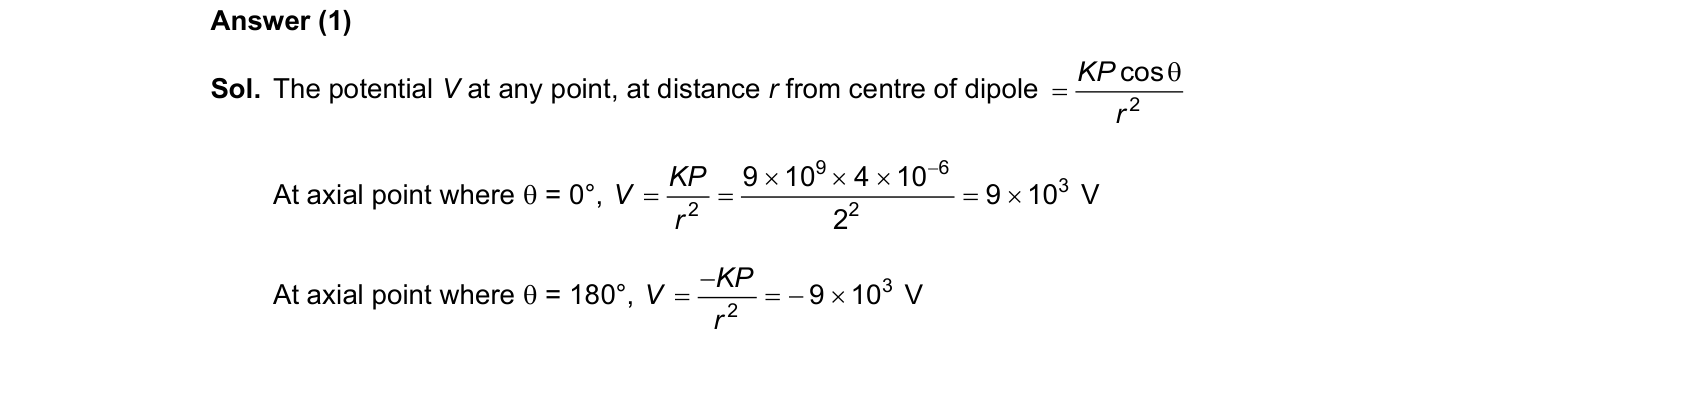 Answer (1)
Sol. The potential V at any point, at distance r from centre of dipole = KP cosθ / r²
At axial point where θ = 0°, V = KP / r² = 9 × 10⁹ × 4 × 10⁻⁶ / 2² = 9 × 10³ V
At axial point where θ = 180°, V = –KP / r² = – 9 × 10³ V